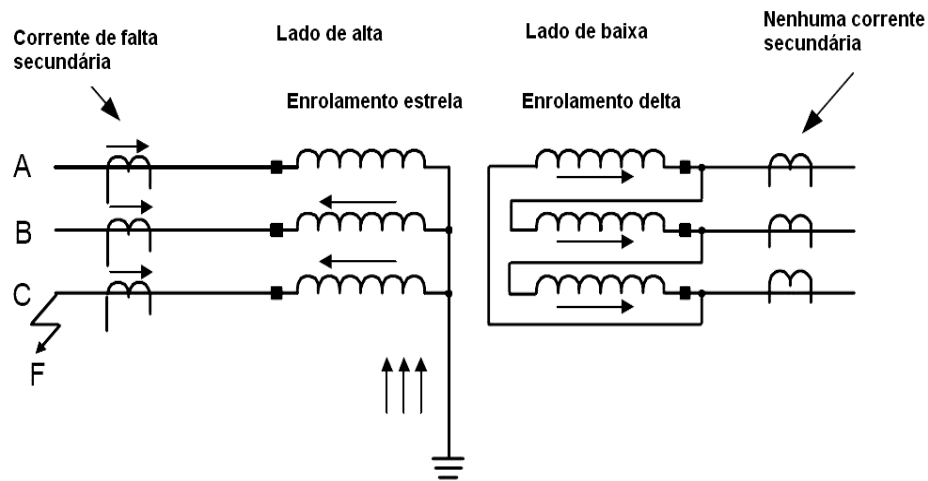 Corrente de falta
secundária
Lado de alta
Lado de baixa
Nenhuma corrente
secundária
Enrolamento estrela
Enrolamento delta
A
B
C
F